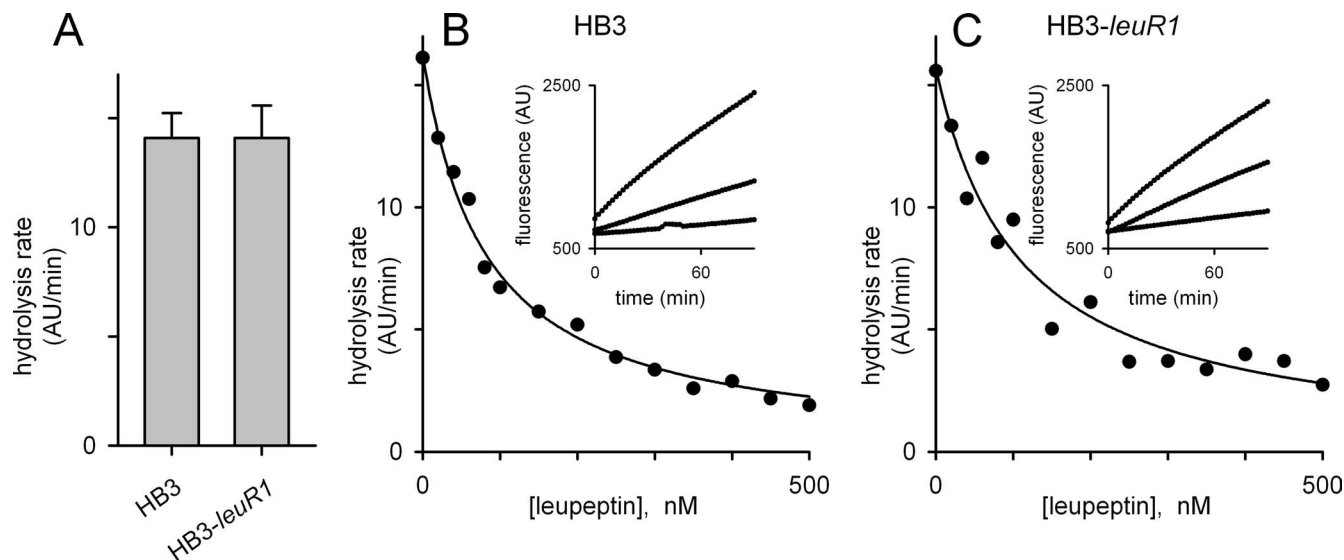 A
hydrolysis rate
(AU/min)
10
0
HB3
HB3-leuR1
B
HB3
hydrolysis rate
(AU/min)
10
0
0
500
[leupeptin], nM
fluorescence (AU)
2500
500
0
60
time (min)
C
HB3-leuR1
hydrolysis rate
(AU/min)
10
0
0
500
[leupeptin], nM
fluorescence (AU)
2500
500
0
60
time (min)